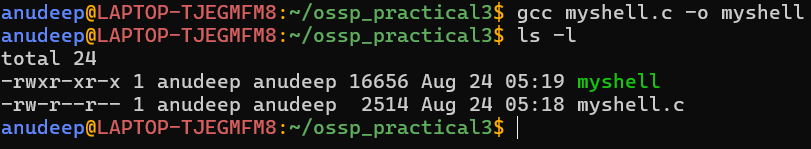 anudeep@LAPTOP-TJEGMFM8:~/ossp_practical3$ gcc myshell.c -o myshell
anudeep@LAPTOP-TJEGMFM8:~/ossp_practical3$ ls -l
total 24
-rwxr-xr-x 1 anudeep anudeep 16656 Aug 24 05:19 myshell
-rw-r--r-- 1 anudeep anudeep  2514 Aug 24 05:18 myshell.c
anudeep@LAPTOP-TJEGMFM8:~/ossp_practical3$